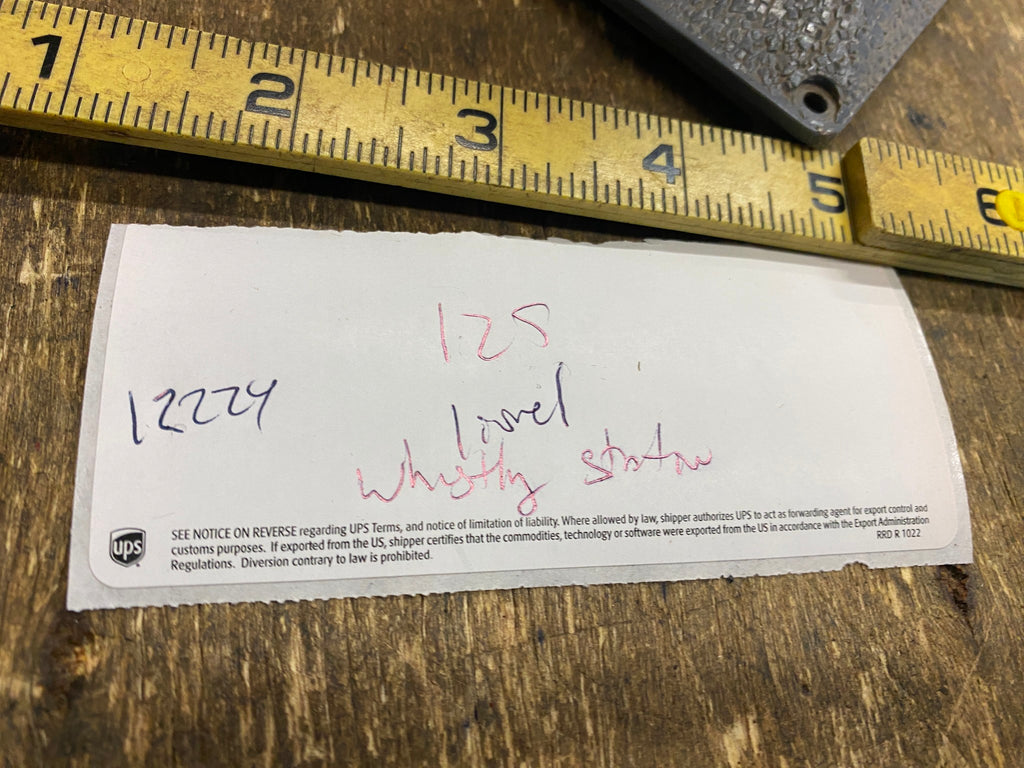 1 2 3 4 5 6
125
12224
lionel
whistling station
ups
SEE NOTICE ON REVERSE regarding UPS Terms, and notice of limitation of liability. Where allowed by law, shipper authorizes UPS to act as forwarding agent for export control and
customs purposes. If exported from the US, shipper certifies that the commodities, technology or software were exported from the US in accordance with the Export Administration
Regulations. Diversion contrary to law is prohibited.
RRD R 1022